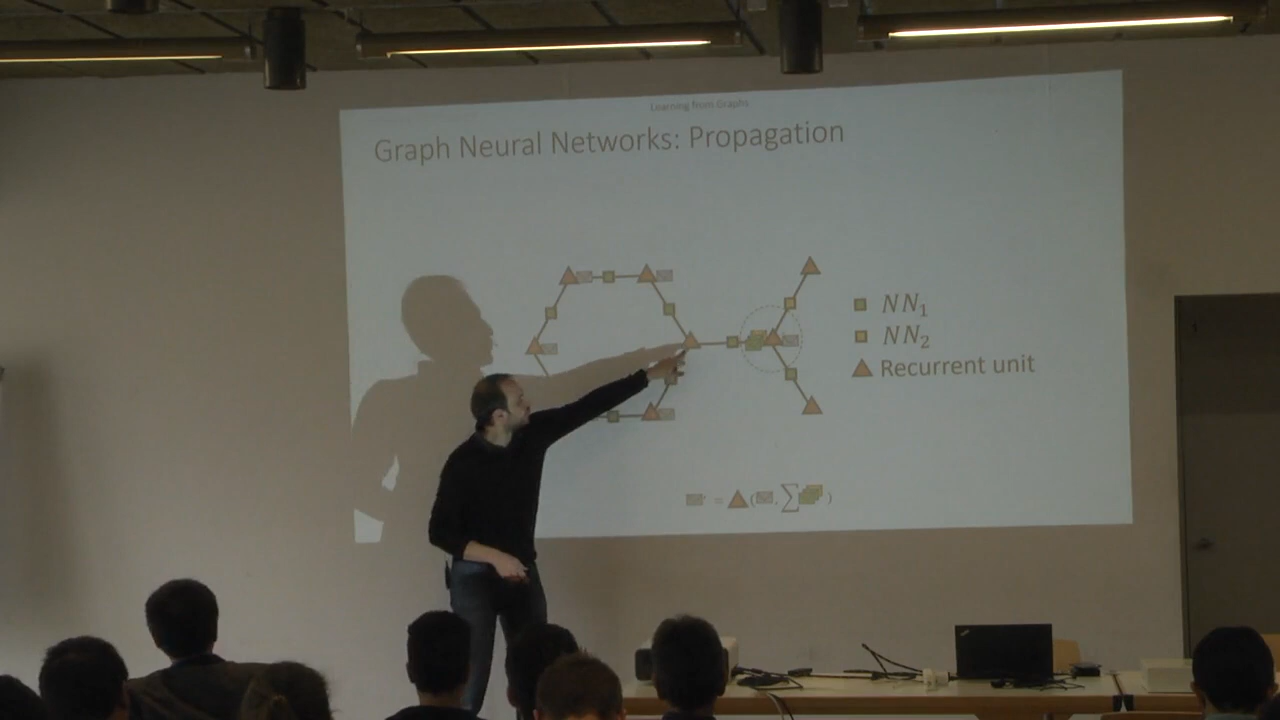 Learning from Graphs
Graph Neural Networks: Propagation
NN₁
NN₂
Recurrent unit
' = ( , ∑ )